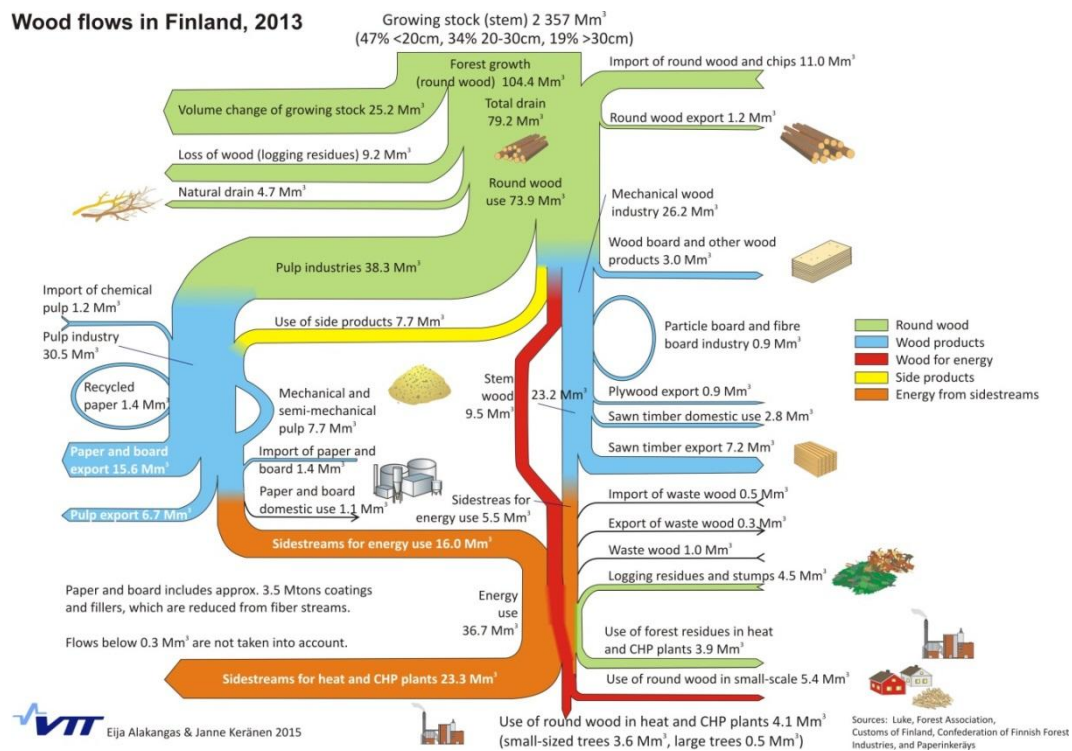 Wood flows in Finland, 2013
Growing stock (stem) 2 357 Mm³
(47% <20cm, 34% 20-30cm, 19% >30cm)
Forest growth
(round wood) 104.4 Mm³
Import of round wood and chips 11.0 Mm³
Volume change of growing stock 25.2 Mm³
Total drain
79.2 Mm³
Round wood export 1.2 Mm³
Loss of wood (logging residues) 9.2 Mm³
Natural drain 4.7 Mm³
Round wood
use 73.9 Mm³
Mechanical wood
industry 26.2 Mm³
Wood board and other wood
products 3.0 Mm³
Pulp industries 38.3 Mm³
Import of chemical
pulp 1.2 Mm³
Pulp industry
30.5 Mm³
Use of side products 7.7 Mm³
Particle board and fibre
board industry 0.9 Mm³
Round wood
Wood products
Wood for energy
Side products
Energy from sidestreams
Recycled
paper 1.4 Mm³
Mechanical and
semi-mechanical
pulp 7.7 Mm³
Stem
wood
9.5 Mm³
23.2 Mm³
Plywood export 0.9 Mm³
Sawn timber domestic use 2.8 Mm³
Sawn timber export 7.2 Mm³
Paper and board
export 15.6 Mm³
Import of paper and
board 1.4 Mm³
Paper and board
domestic use 1.1 Mm³
Pulp export 6.7 Mm³
Sidestreas for
energy use 5.5 Mm³
Import of waste wood 0.5 Mm³
Export of waste wood 0.3 Mm³
Waste wood 1.0 Mm³
Logging residues and stumps 4.5 Mm³
Sidestreams for energy use 16.0 Mm³
Paper and board includes approx. 3.5 Mtons coatings
and fillers, which are reduced from fiber streams.
Flows below 0.3 Mm³ are not taken into account.
Energy
use
36.7 Mm³
Use of forest residues in heat
and CHP plants 3.9 Mm³
Use of round wood in small-scale 5.4 Mm³
Sidestreams for heat and CHP plants 23.3 Mm³
Use of round wood in heat and CHP plants 4.1 Mm³
(small-sized trees 3.6 Mm³, large trees 0.5 Mm³)
VTT
Eija Alakangas & Janne Keränen 2015
Sources: Luke, Forest Association,
Customs of Finland, Confederation of Finnish Forest
Industries, and Paperinkeräys